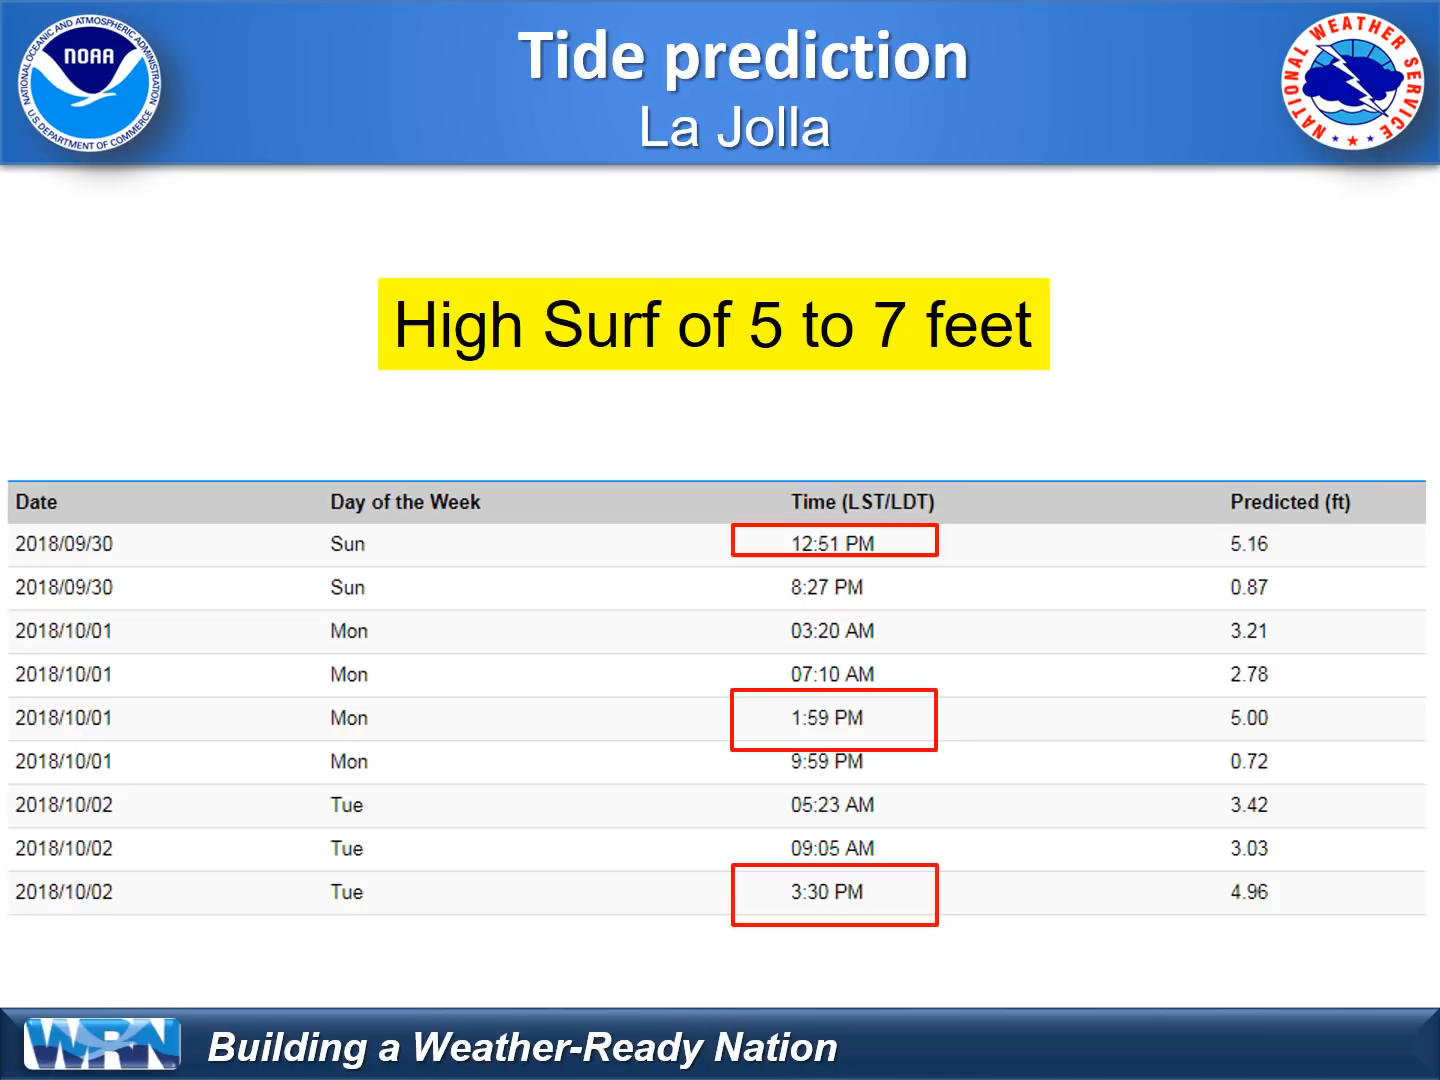 NATIONAL OCEANIC AND ATMOSPHERIC ADMINISTRATION
U.S. DEPARTMENT OF COMMERCE
NOAA
Tide prediction
La Jolla
NATIONAL WEATHER SERVICE
High Surf of 5 to 7 feet
Date Day of the Week Time (LST/LDT) Predicted (ft)
2018/09/30 Sun 12:51 PM 5.16
2018/09/30 Sun 8:27 PM 0.87
2018/10/01 Mon 03:20 AM 3.21
2018/10/01 Mon 07:10 AM 2.78
2018/10/01 Mon 1:59 PM 5.00
2018/10/01 Mon 9:59 PM 0.72
2018/10/02 Tue 05:23 AM 3.42
2018/10/02 Tue 09:05 AM 3.03
2018/10/02 Tue 3:30 PM 4.96
WRN Building a Weather-Ready Nation